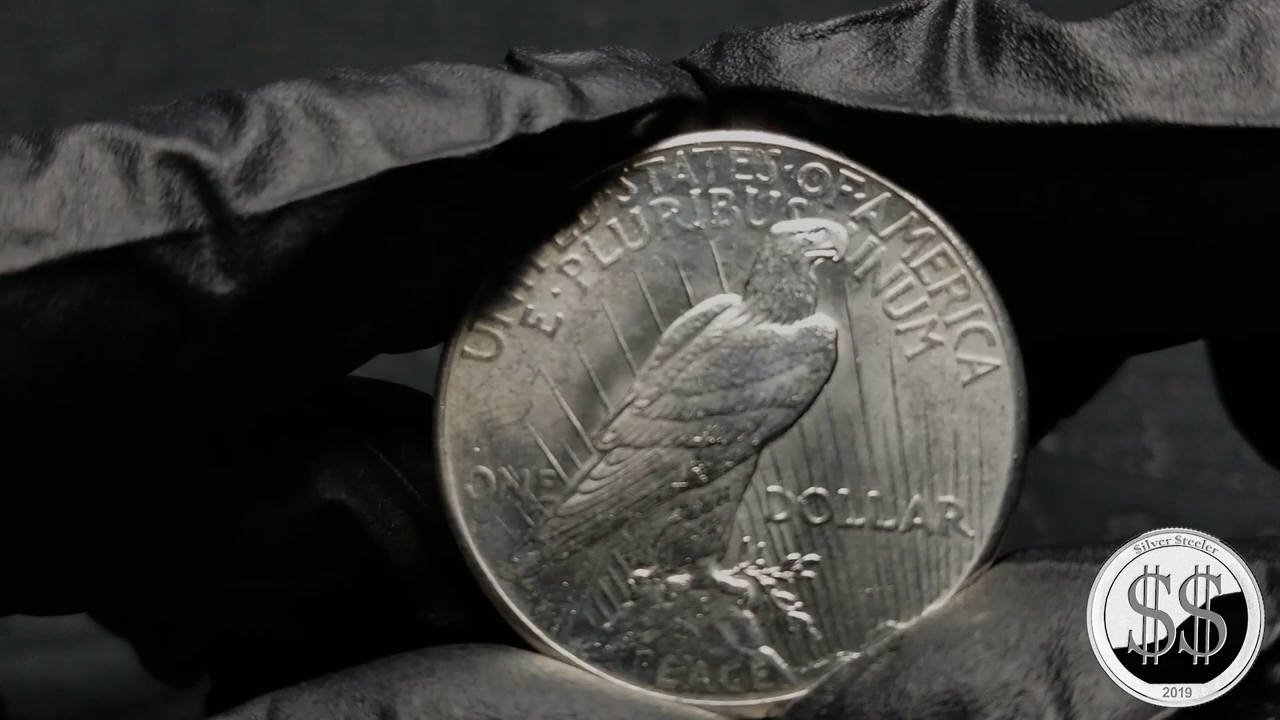 UNITED·STATES·OF·AMERICA
E·PLURIBUS UNUM
ONE DOLLAR
PEACE
Silver Steeler
$$
2019